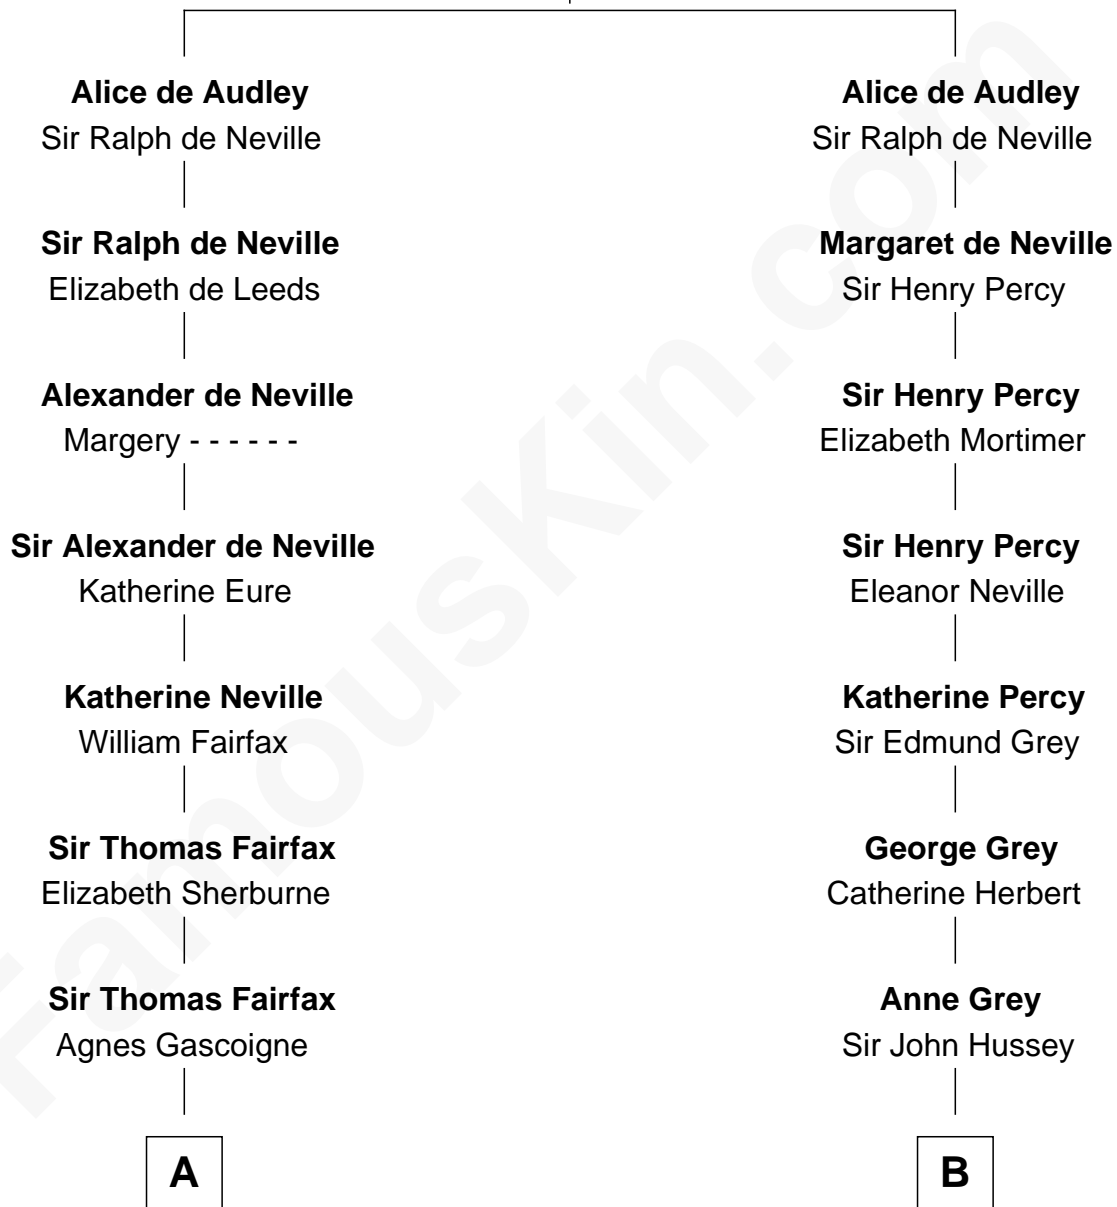 Alice de Audley
Sir Ralph de Neville
Sir Ralph de Neville
Elizabeth de Leeds
Alexander de Neville
Margery - - - - - -
Sir Alexander de Neville
Katherine Eure
Katherine Neville
William Fairfax
Sir Thomas Fairfax
Elizabeth Sherburne
Sir Thomas Fairfax
Agnes Gascoigne
A
Alice de Audley
Sir Ralph de Neville
Margaret de Neville
Sir Henry Percy
Sir Henry Percy
Elizabeth Mortimer
Sir Henry Percy
Eleanor Neville
Katherine Percy
Sir Edmund Grey
George Grey
Catherine Herbert
Anne Grey
Sir John Hussey
B
FamousKin.com